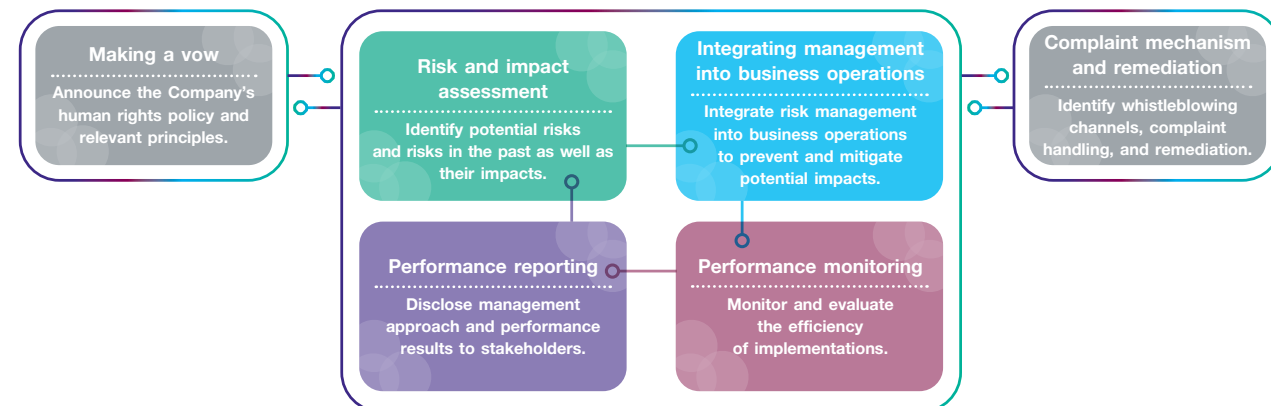 Making a vow
Announce the Company's
human rights policy and
relevant principles.
Risk and impact
assessment
Identify potential risks
and risks in the past as well as
their impacts.
Integrating management
into business operations
Integrate risk management
into business operations
to prevent and mitigate
potential impacts.
Performance reporting
Disclose management
approach and performance
results to stakeholders.
Performance monitoring
Monitor and evaluate
the efficiency
of implementations.
Complaint mechanism
and remediation
Identify whistleblowing
channels, complaint
handling, and remediation.